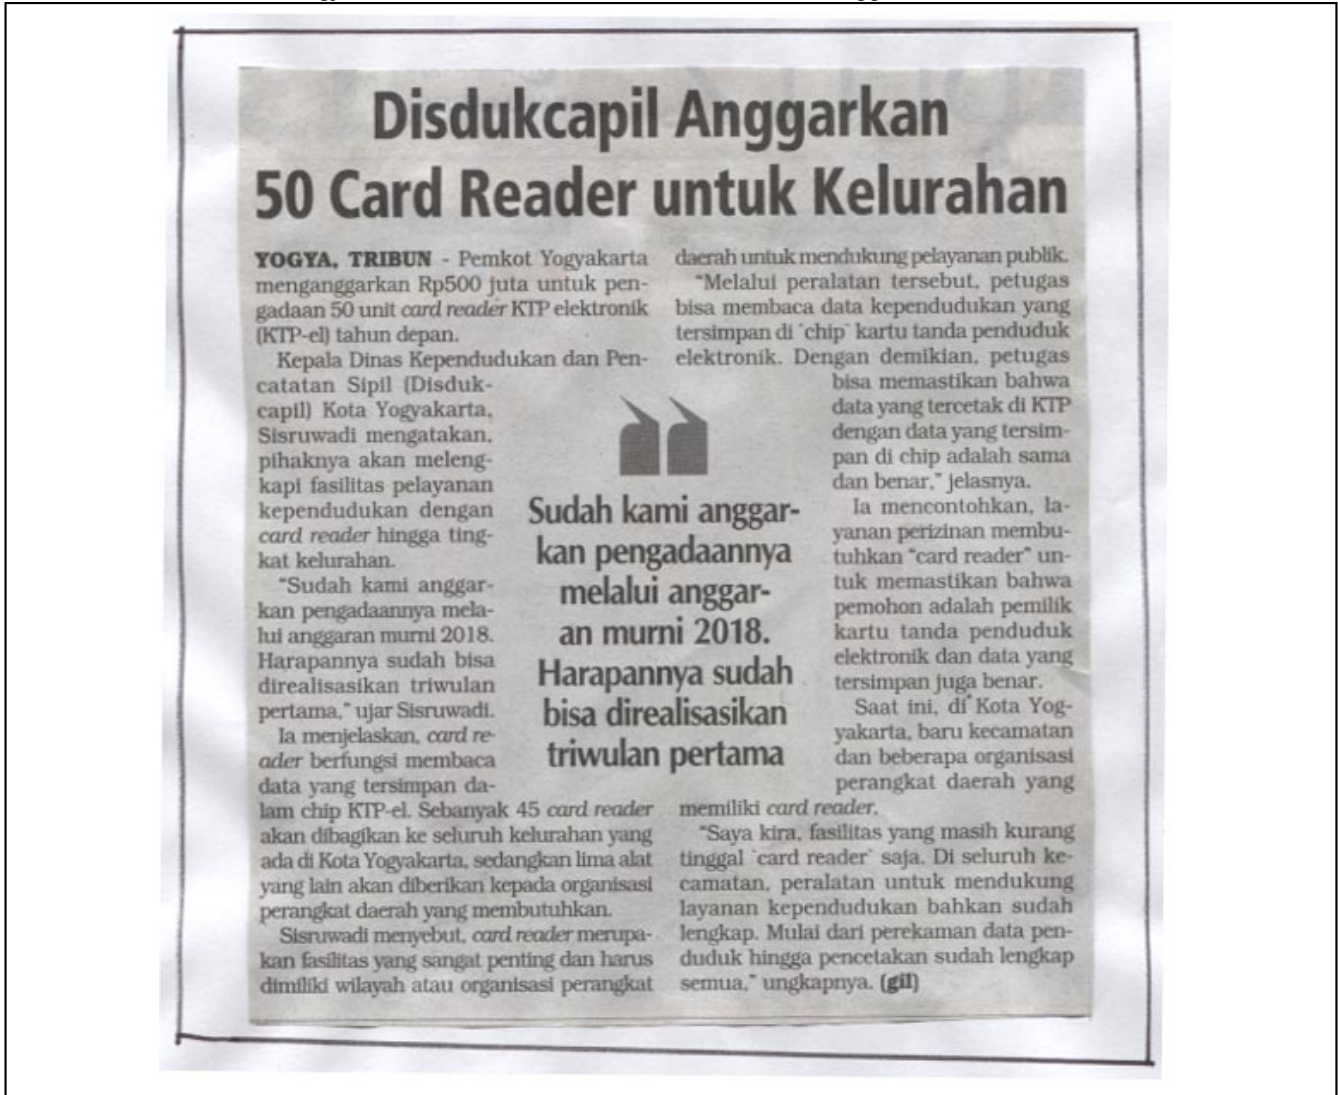 Disdukcapil Anggarkan
50 Card Reader untuk Kelurahan
YOGYA, TRIBUN - Pemkot Yogyakarta
menganggarkan Rp500 juta untuk pen-
gadaan 50 unit card reader KTP elektronik
(KTP-el) tahun depan.
Kepala Dinas Kependudukan dan Pen-
catatan Sipil (Disduk-
capil) Kota Yogyakarta,
Sisruwadi mengatakan,
pihaknya akan meleng-
kapi fasilitas pelayanan
kependudukan dengan
card reader hingga ting-
kat kelurahan.
"Sudah kami anggar-
kan pengadaannya mela-
lui anggaran murni 2018.
Harapannya sudah bisa
direalisasikan triwulan
pertama," ujar Sisruwadi.
Ia menjelaskan, card re-
ader berfungsi membaca
data yang tersimpan da-
lam chip KTP-el. Sebanyak 45 card reader
akan dibagikan ke seluruh kelurahan yang
ada di Kota Yogyakarta, sedangkan lima alat
yang lain akan diberikan kepada organisasi
perangkat daerah yang membutuhkan.
Sisruwadi menyebut, card reader merupa-
kan fasilitas yang sangat penting dan harus
dimiliki wilayah atau organisasi perangkat
Sudah kami anggar-
kan pengadaannya
melalui anggar-
an murni 2018.
Harapannya sudah
bisa direalisasikan
triwulan pertama
daerah untuk mendukung pelayanan publik.
"Melalui peralatan tersebut, petugas
bisa membaca data kependudukan yang
tersimpan di `chip` kartu tanda penduduk
elektronik. Dengan demikian, petugas
bisa memastikan bahwa
data yang tercetak di KTP
dengan data yang tersim-
pan di chip adalah sama
dan benar," jelasnya.
Ia mencontohkan, la-
yanan perizinan membu-
tuhkan "card reader" un-
tuk memastikan bahwa
pemohon adalah pemilik
kartu tanda penduduk
elektronik dan data yang
tersimpan juga benar.
Saat ini, di Kota Yog-
yakarta, baru kecamatan
dan beberapa organisasi
perangkat daerah yang
memiliki card reader.
"Saya kira, fasilitas yang masih kurang
tinggal `card reader` saja. Di seluruh ke-
camatan, peralatan untuk mendukung
layanan kependudukan bahkan sudah
lengkap. Mulai dari perekaman data pen-
duduk hingga pencetakan sudah lengkap
semua," ungkapnya. (gil)